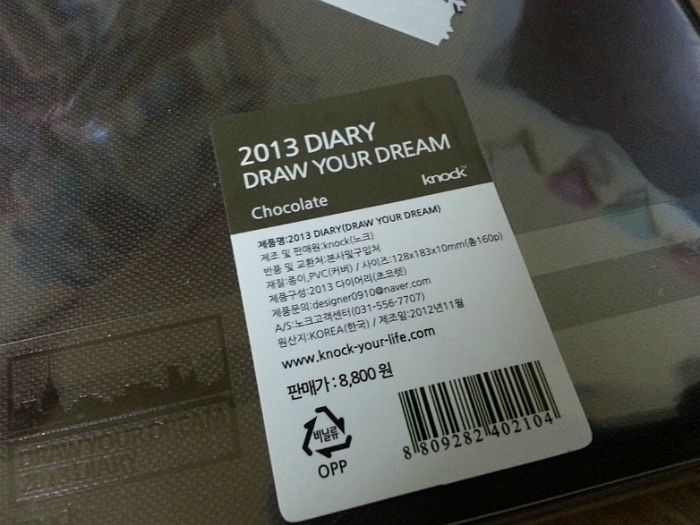 2013 DIARY
DRAW YOUR DREAM
knock
Chocolate
제품명:2013 DIARY(DRAW YOUR DREAM)
제조 및 판매원:knock(노크)
반품 및 교환처:본사및구입처
재질:종이,PVC(커버) / 사이즈:128x183x10mm(총160p)
제품구성:2013 다이어리(초코렛)
제품문의:designer0910@naver.com
A/S:노크고객센터(031-556-7707)
원산지:KOREA(한국) / 제조일:2012년11월
www.knock-your-life.com
판매가 : 8,800 원
비닐류
OPP
8 809282 402104
2013 DIARY